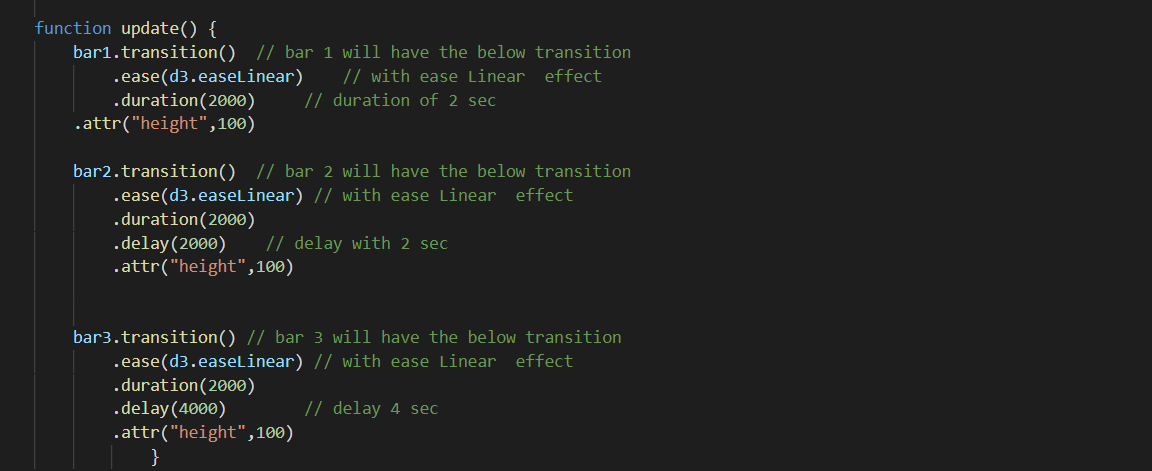 function update() {
    bar1.transition()  // bar 1 will have the below transition
        .ease(d3.easeLinear)    // with ease Linear  effect
        .duration(2000)     // duration of 2 sec
    .attr("height",100)
    bar2.transition()  // bar 2 will have the below transition
        .ease(d3.easeLinear) // with ease Linear  effect
        .duration(2000)
        .delay(2000)    // delay with 2 sec
        .attr("height",100)
    bar3.transition() // bar 3 will have the below transition
        .ease(d3.easeLinear) // with ease Linear  effect
        .duration(2000)
        .delay(4000)        // delay 4 sec
        .attr("height",100)
            }